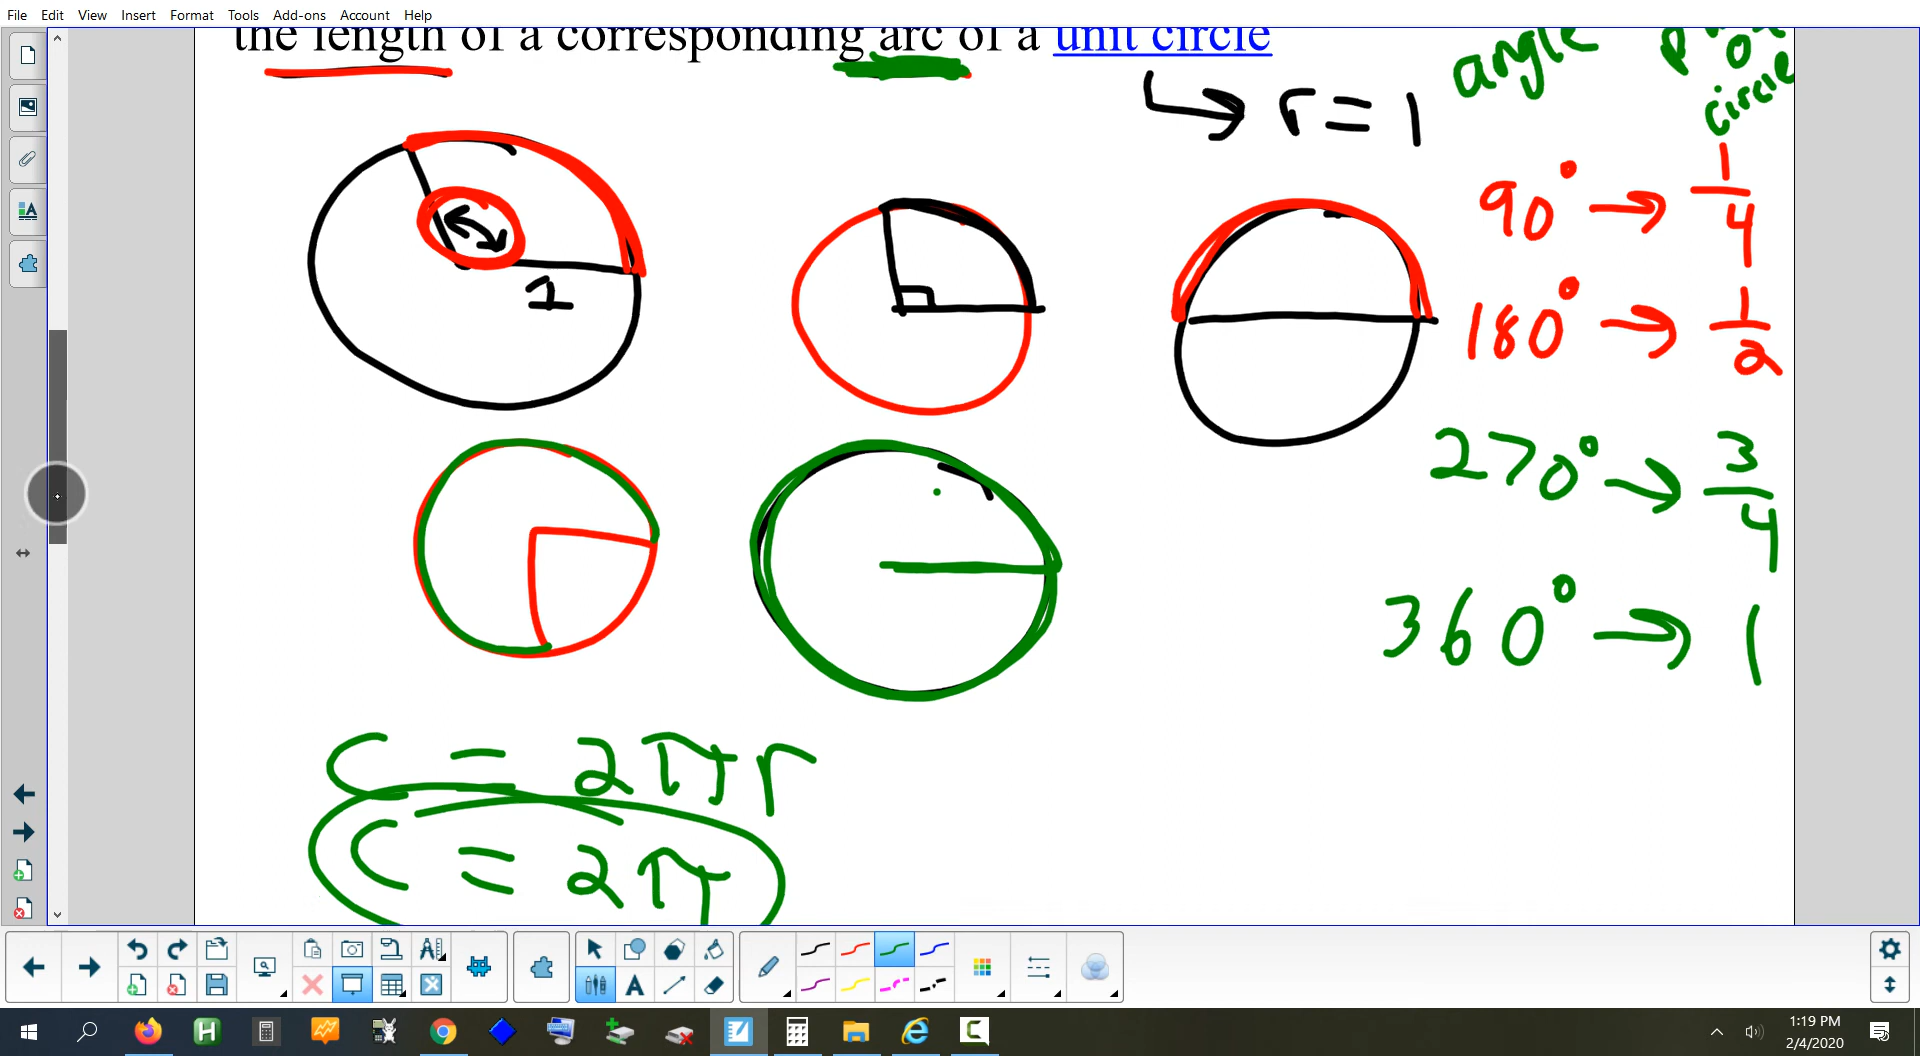 File Edit View Insert Format Tools Add-ons Account Help
the length of a corresponding arc of a unit circle
angle
circle
r = 1
1
90° → 1/4
180° → 1/2
270° → 3/4
360° → 1
C = 2πr
C = 2π
1:19 PM
2/4/2020